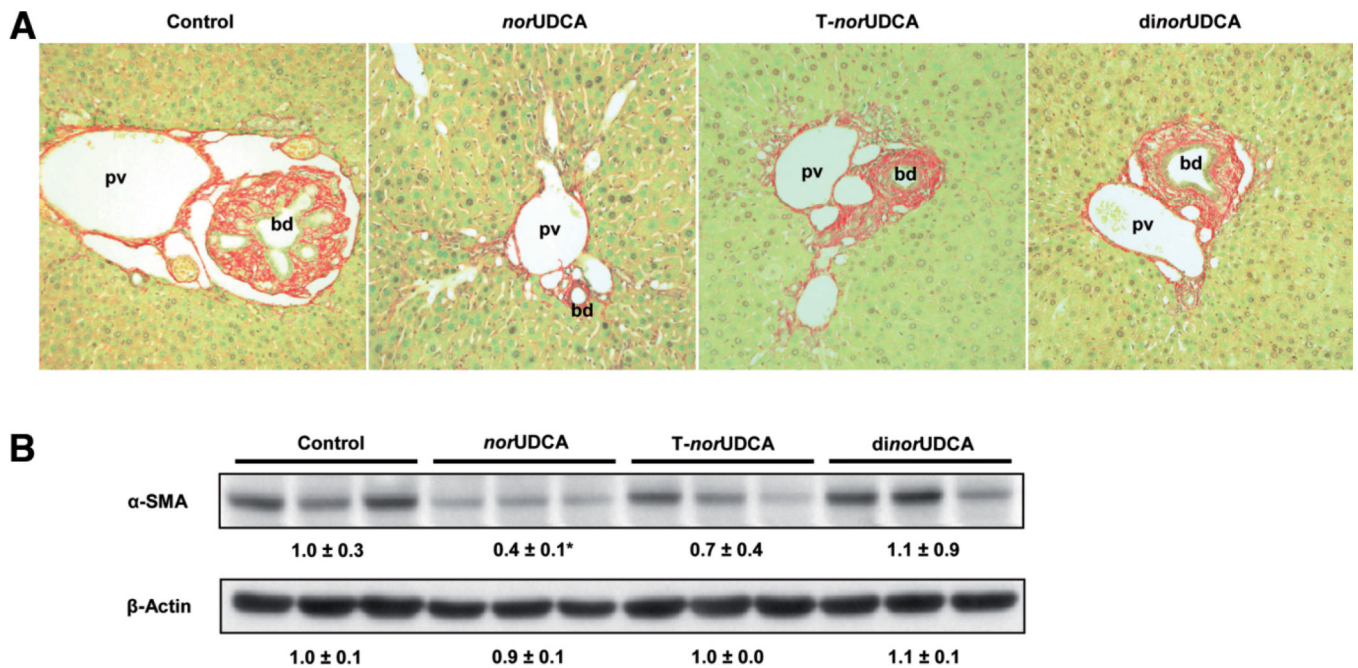 A
Control norUDCA T-norUDCA dinorUDCA
pv bd pv bd pv bd pv bd
B
Control norUDCA T-norUDCA dinorUDCA
α-SMA
1.0 ± 0.3 0.4 ± 0.1* 0.7 ± 0.4 1.1 ± 0.9
β-Actin
1.0 ± 0.1 0.9 ± 0.1 1.0 ± 0.0 1.1 ± 0.1